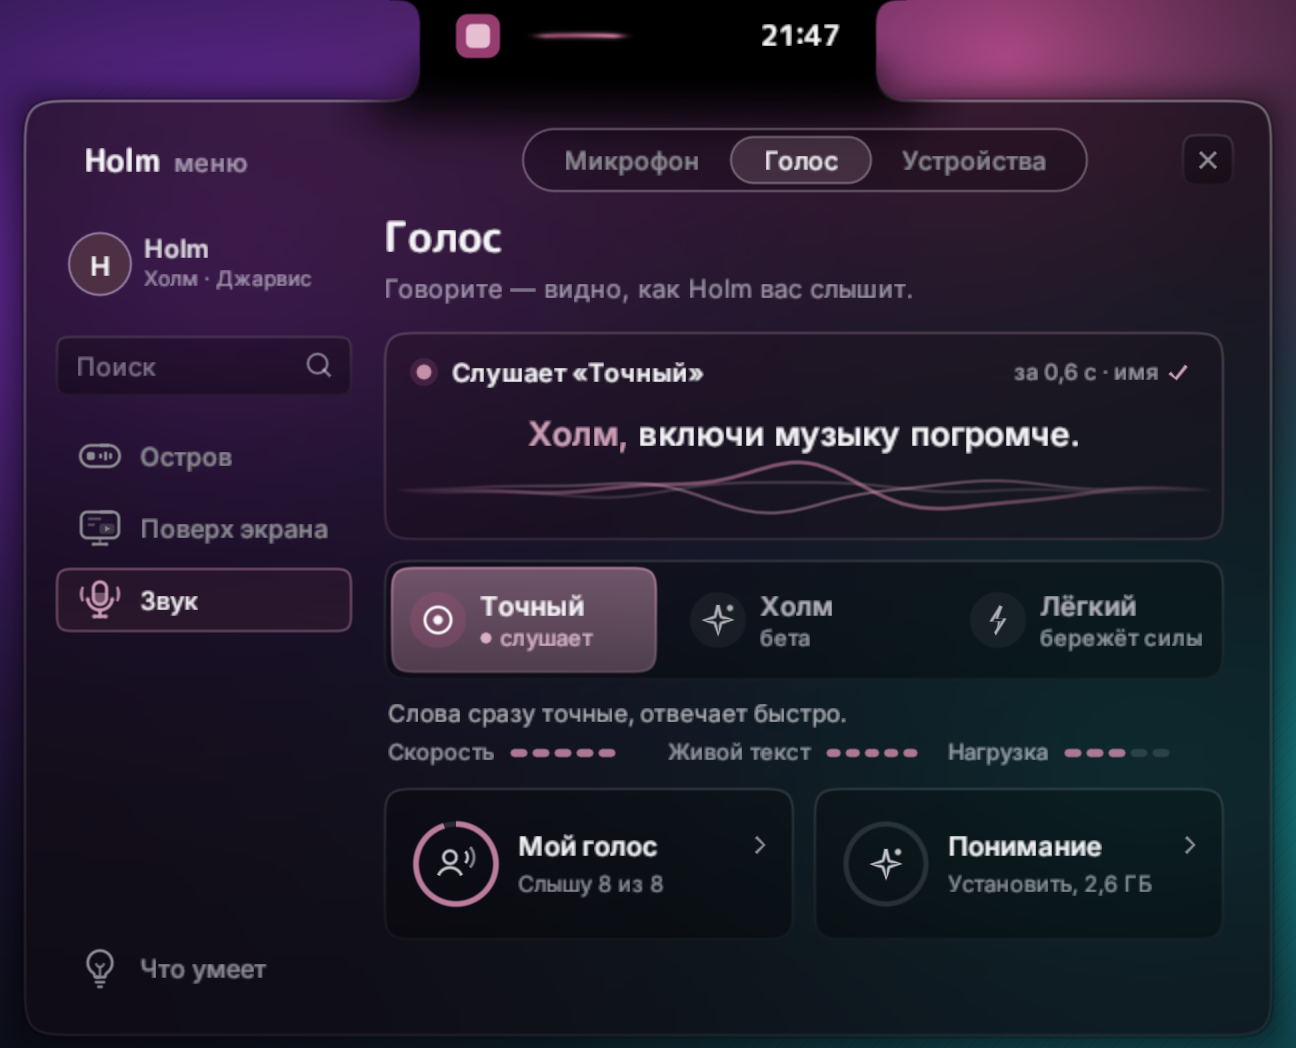 21:47
Holm меню
Микрофон Голос Устройства
H
Holm
Холм · Джарвис
Поиск
Остров
Поверх экрана
Звук
Что умеет
Голос
Говорите — видно, как Holm вас слышит.
Слушает «Точный»
за 0,6 с · имя
Холм, включи музыку погромче.
Точный
слушает
Холм
бета
Лёгкий
бережёт силы
Слова сразу точные, отвечает быстро.
Скорость Живой текст Нагрузка
Мой голос
Слышу 8 из 8
Понимание
Установить, 2,6 ГБ